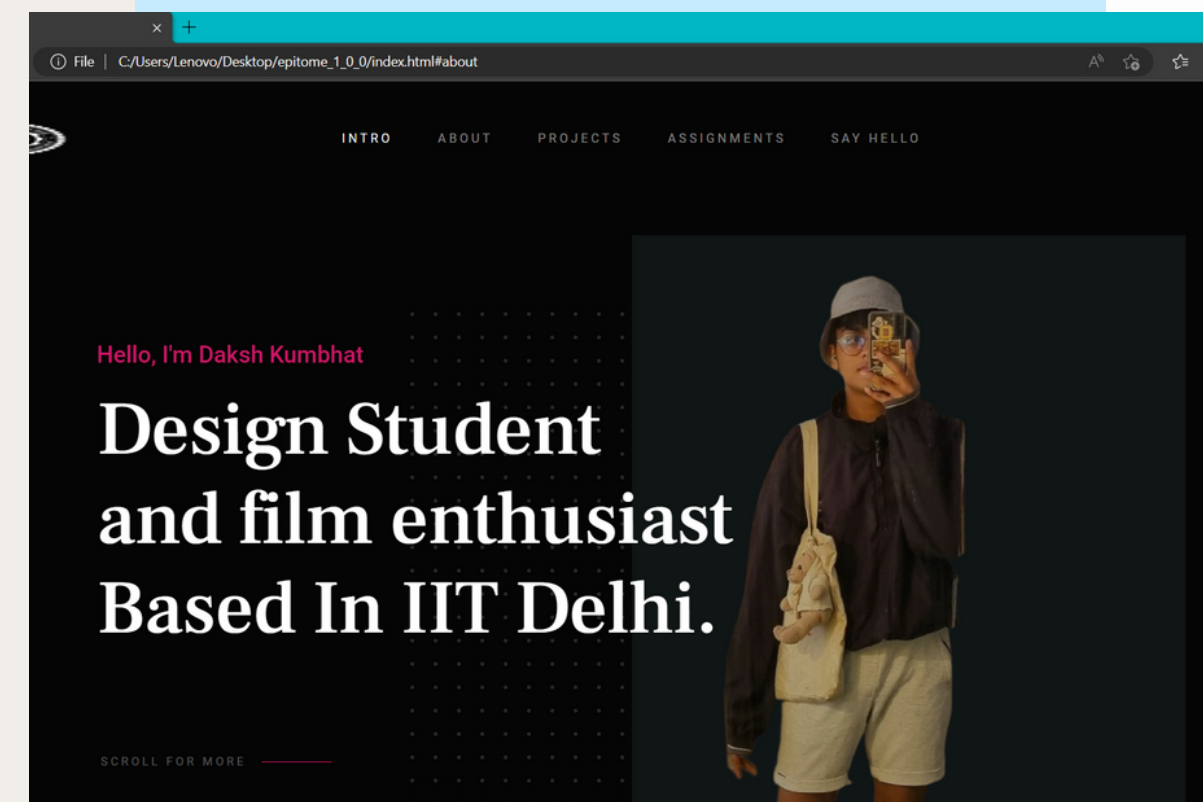 File C:/Users/Lenovo/Desktop/epitome_1_0_0/index.html#about
INTRO ABOUT PROJECTS ASSIGNMENTS SAY HELLO
Hello, I'm Daksh Kumbhat
Design Student
and film enthusiast
Based In IIT Delhi.
SCROLL FOR MORE